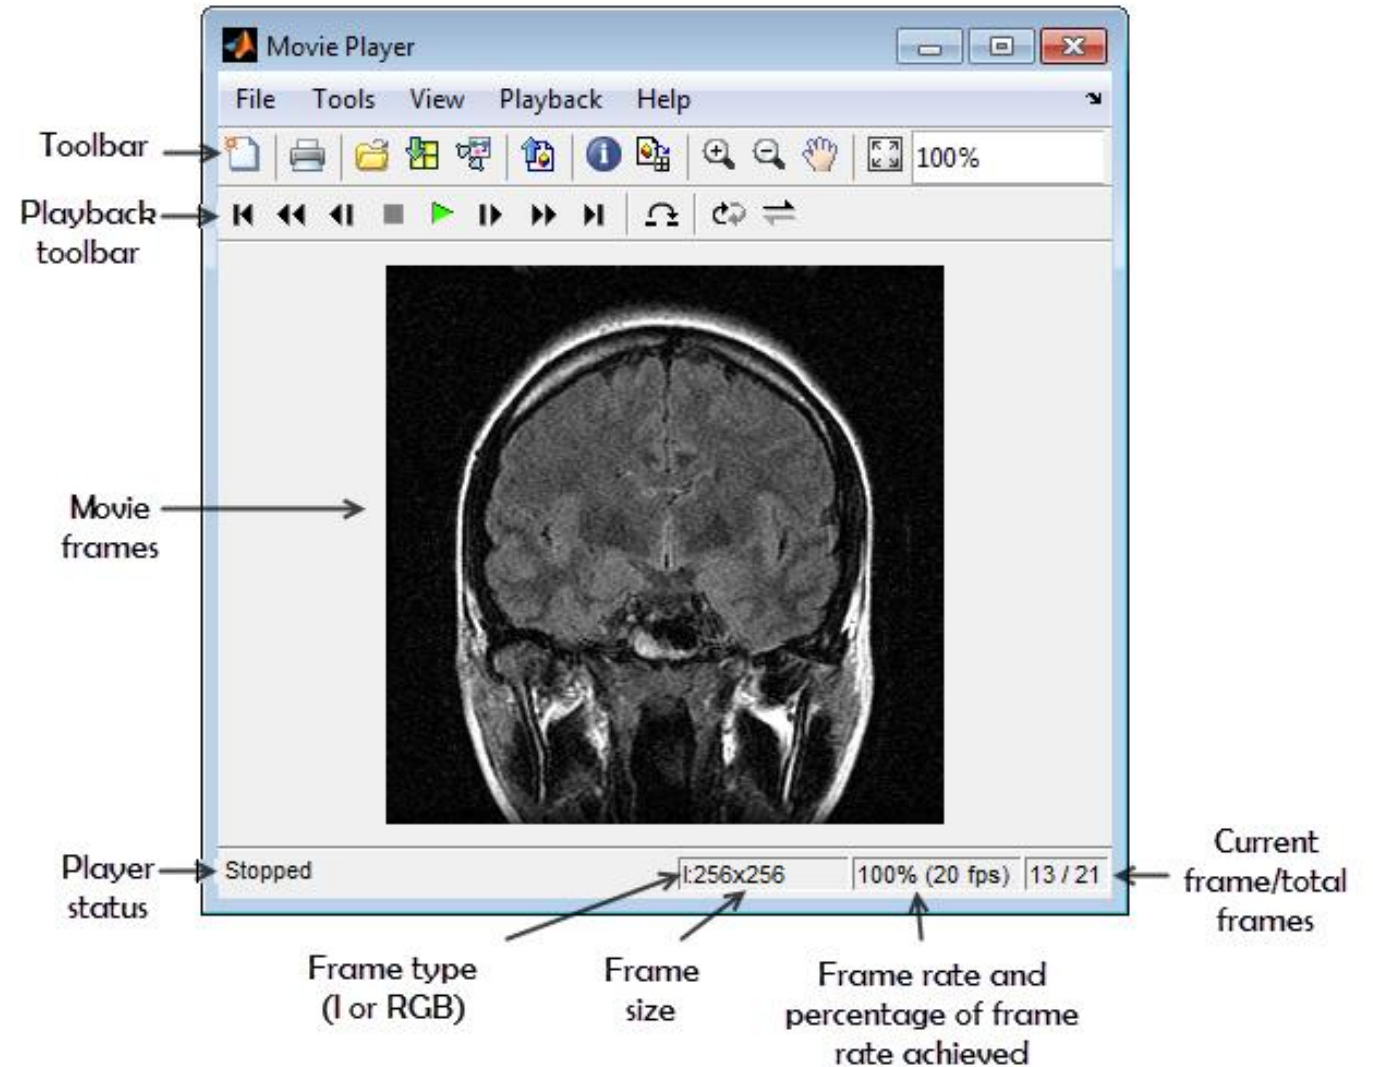 Movie Player
File Tools View Playback Help
Toolbar
100%
Playback
toolbar
Movie
frames
Player
status
Stopped
I:256x256
100% (20 fps)
13 / 21
Current
frame/total
frames
Frame type
(I or RGB)
Frame
size
Frame rate and
percentage of frame
rate achieved